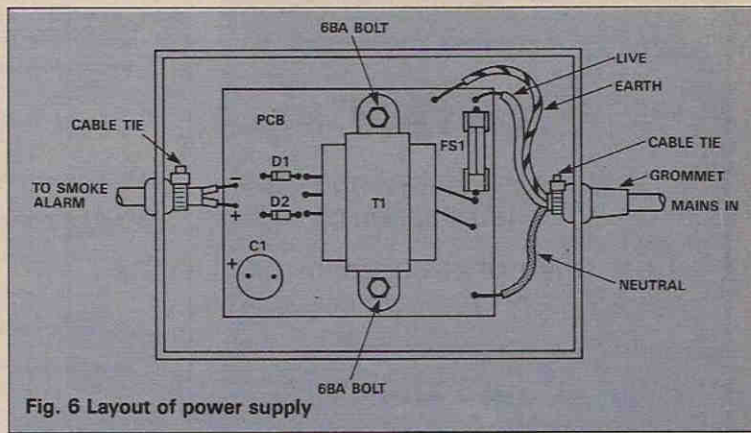 6BA BOLT
LIVE
EARTH
PCB
FS1
CABLE TIE
CABLE TIE
D1
GROMMET
–
TO SMOKE
ALARM
T1
MAINS IN
D2
+
C1
+
NEUTRAL
6BA BOLT
Fig. 6 Layout of power supply